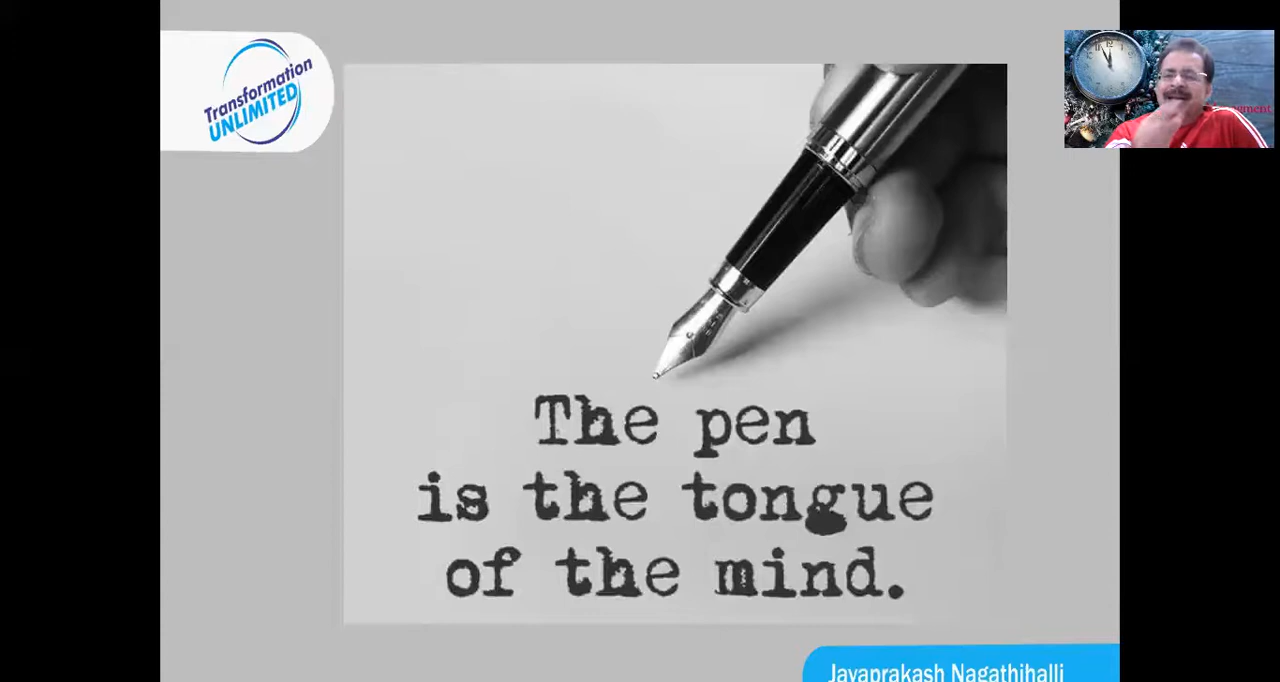 Transformation
UNLIMITED
The pen
is the tongue
of the mind.
Jayaprakash Nagathihalli